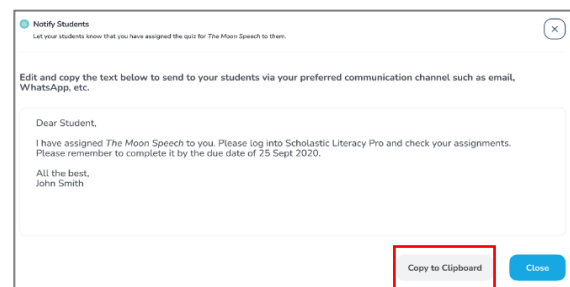 Notify Students
Let your students know that you have assigned the quiz for The Moon Speech to them.
Edit and copy the text below to send to your students via your preferred communication channel such as email,
WhatsApp, etc.
Dear Student,
I have assigned The Moon Speech to you. Please log into Scholastic Literacy Pro and check your assignments.
Please remember to complete it by the due date of 25 Sept 2020.
All the best,
John Smith
Copy to Clipboard
Close